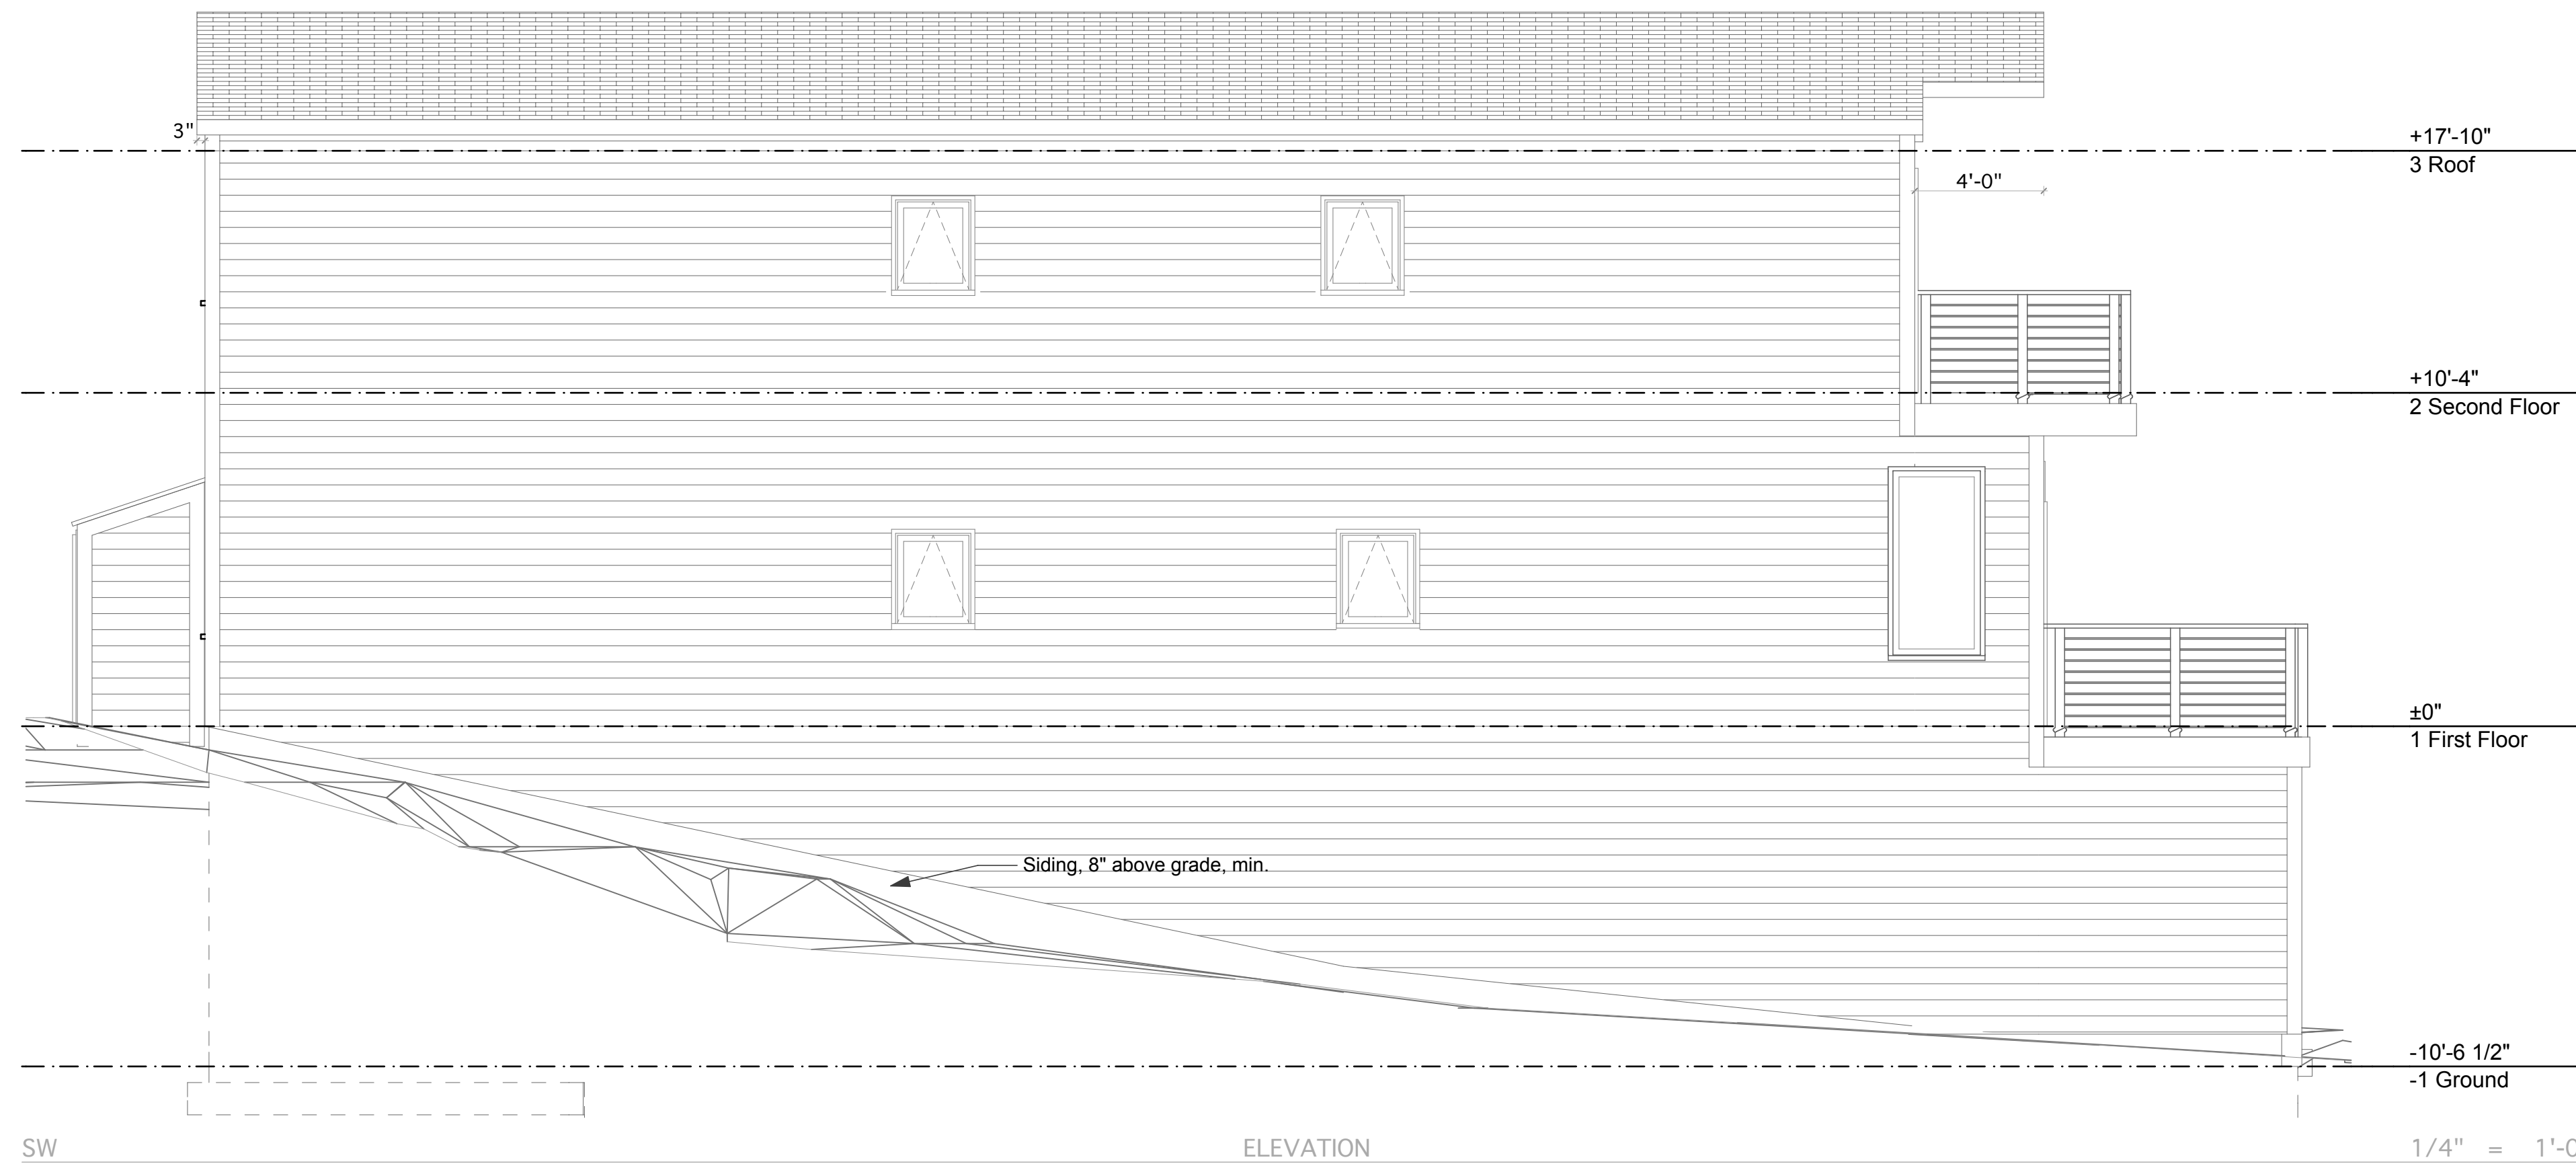 3"
+17'-10"
3 Roof
4'-0"
+10'-4"
2 Second Floor
±0"
1 First Floor
Siding, 8" above grade, min.
-10'-6 1/2"
-1 Ground
SW ELEVATION 1/4" = 1'-0